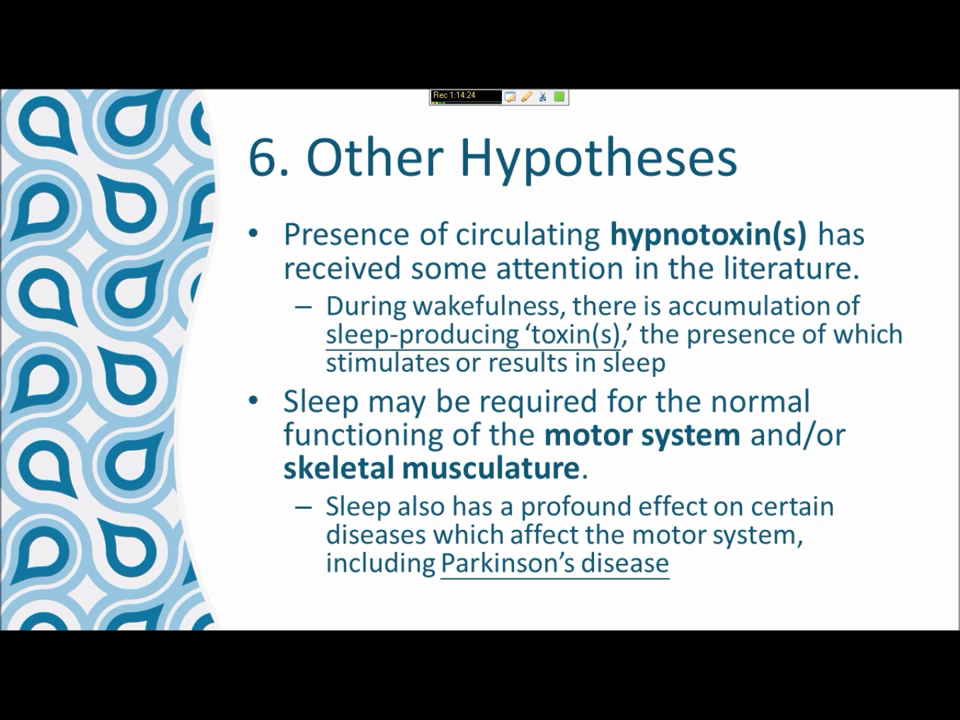 Rec 1:14:24
6. Other Hypotheses
• Presence of circulating hypnotoxin(s) has
received some attention in the literature.
– During wakefulness, there is accumulation of
sleep-producing ‘toxin(s),’ the presence of which
stimulates or results in sleep
• Sleep may be required for the normal
functioning of the motor system and/or
skeletal musculature.
– Sleep also has a profound effect on certain
diseases which affect the motor system,
including Parkinson’s disease